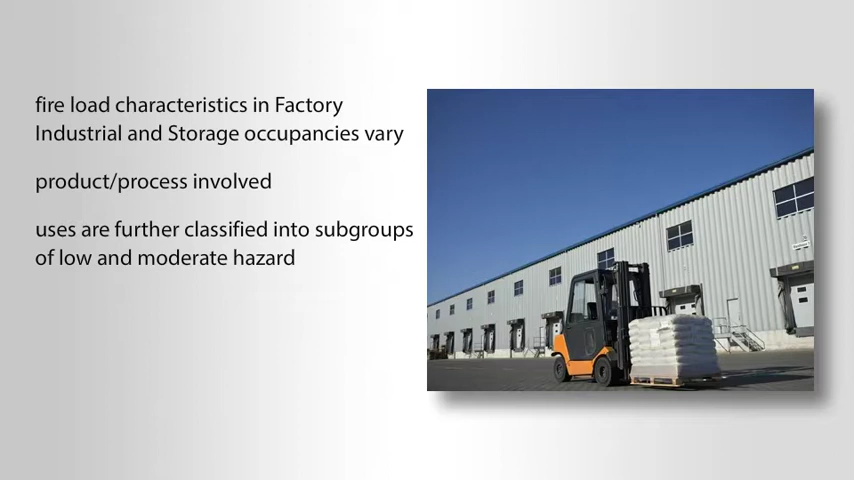 fire load characteristics in Factory
Industrial and Storage occupancies vary
product/process involved
uses are further classified into subgroups
of low and moderate hazard